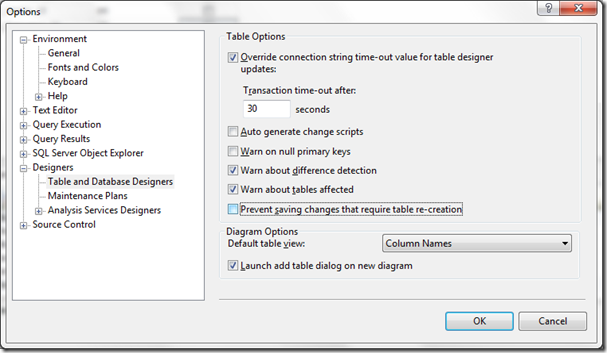 Options
Environment
General
Fonts and Colors
Keyboard
Help
Text Editor
Query Execution
Query Results
SQL Server Object Explorer
Designers
Table and Database Designers
Maintenance Plans
Analysis Services Designers
Source Control
Table Options
Override connection string time-out value for table designer
updates:
Transaction time-out after:
30 seconds
Auto generate change scripts
Warn on null primary keys
Warn about difference detection
Warn about tables affected
Prevent saving changes that require table re-creation
Diagram Options
Default table view: Column Names
Launch add table dialog on new diagram
OK Cancel